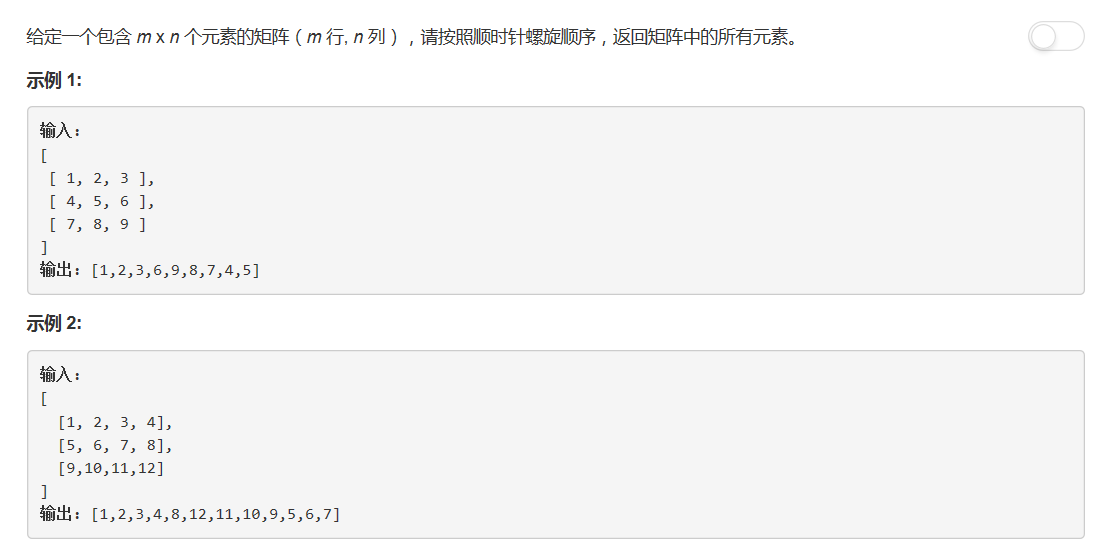 给定一个包含 m x n 个元素的矩阵（m 行, n 列），请按照顺时针螺旋顺序，返回矩阵中的所有元素。
示例 1:
输入:
[
 [ 1, 2, 3 ],
 [ 4, 5, 6 ],
 [ 7, 8, 9 ]
]
输出: [1,2,3,6,9,8,7,4,5]
示例 2:
输入:
[
  [1, 2, 3, 4],
  [5, 6, 7, 8],
  [9,10,11,12]
]
输出: [1,2,3,4,8,12,11,10,9,5,6,7]